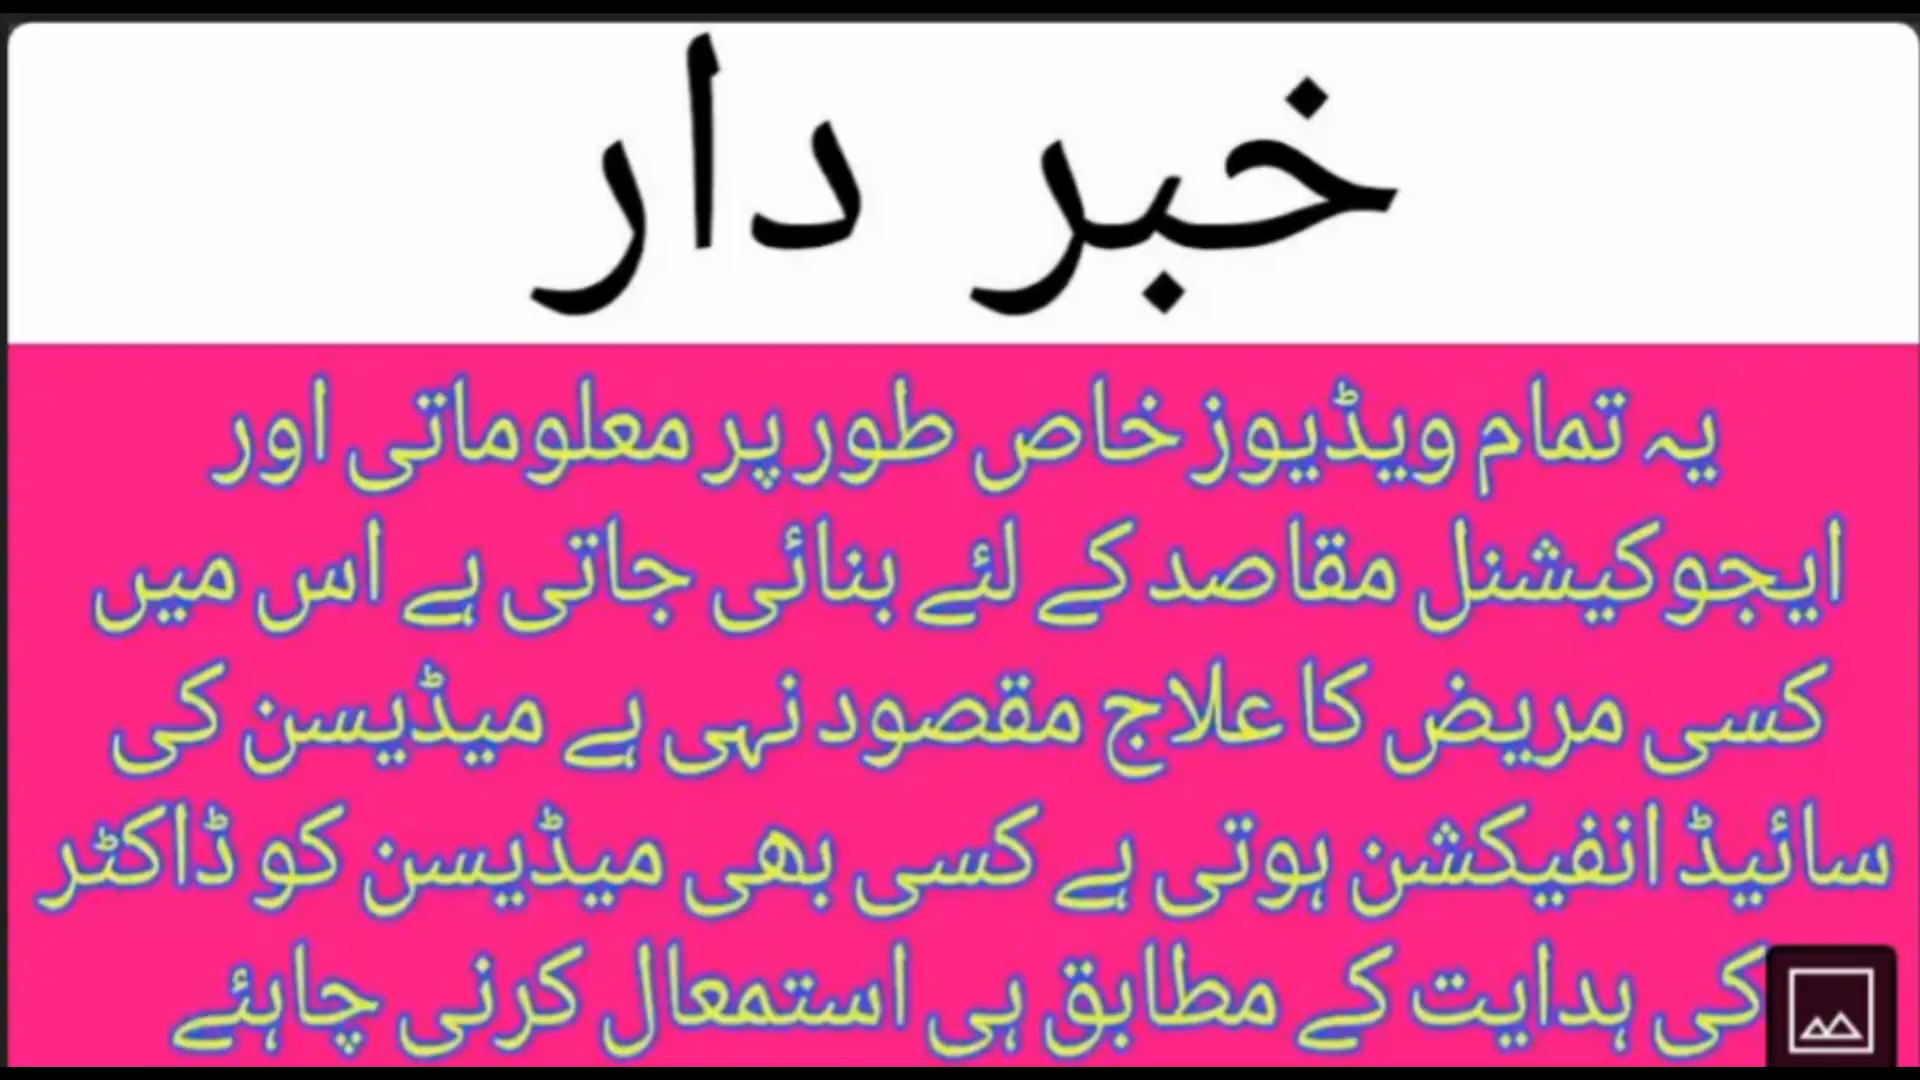 خبر دار
یہ تمام ویڈیوز خاص طور پر معلوماتی اور
ایجوکیشنل مقاصد کے لئے بنائی جاتی ہے اس میں
کسی مریض کا علاج مقصود نہی ہے میڈیسن کی
سائیڈ انفیکشن ہوتی ہے کسی بھی میڈیسن کو ڈاکٹر
کی ہدایت کے مطابق ہی استمعال کرنی چاہئے